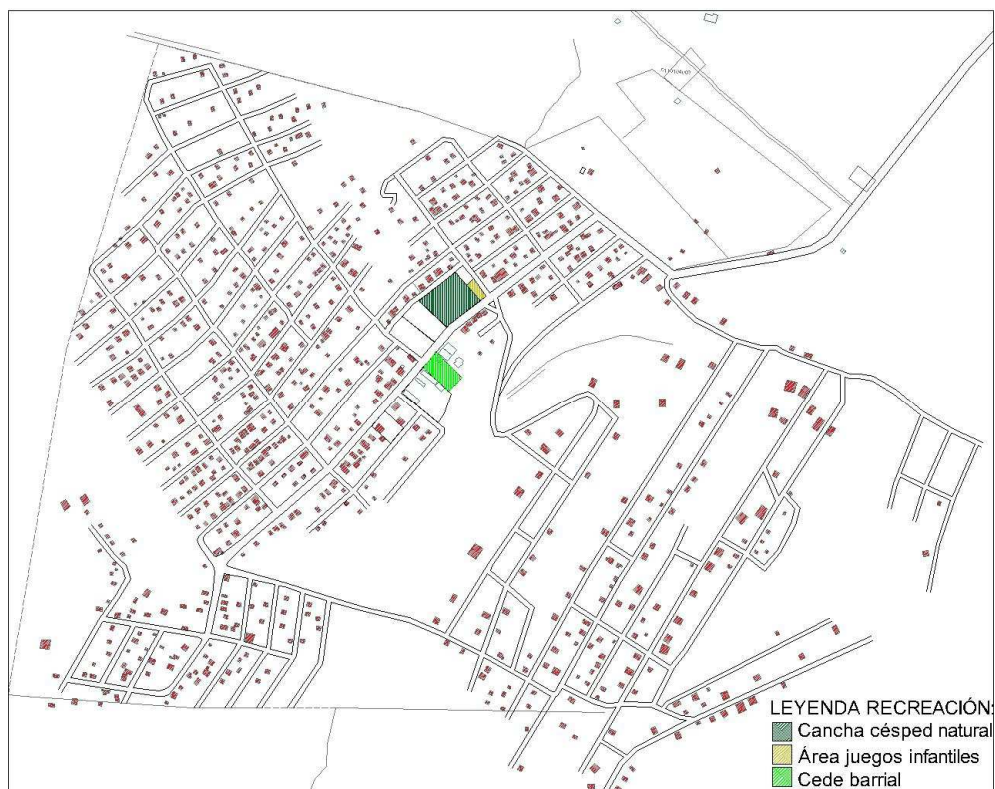 LEYENDA RECREACIÓN:
Cancha césped natural
Área juegos infantiles
Cede barrial